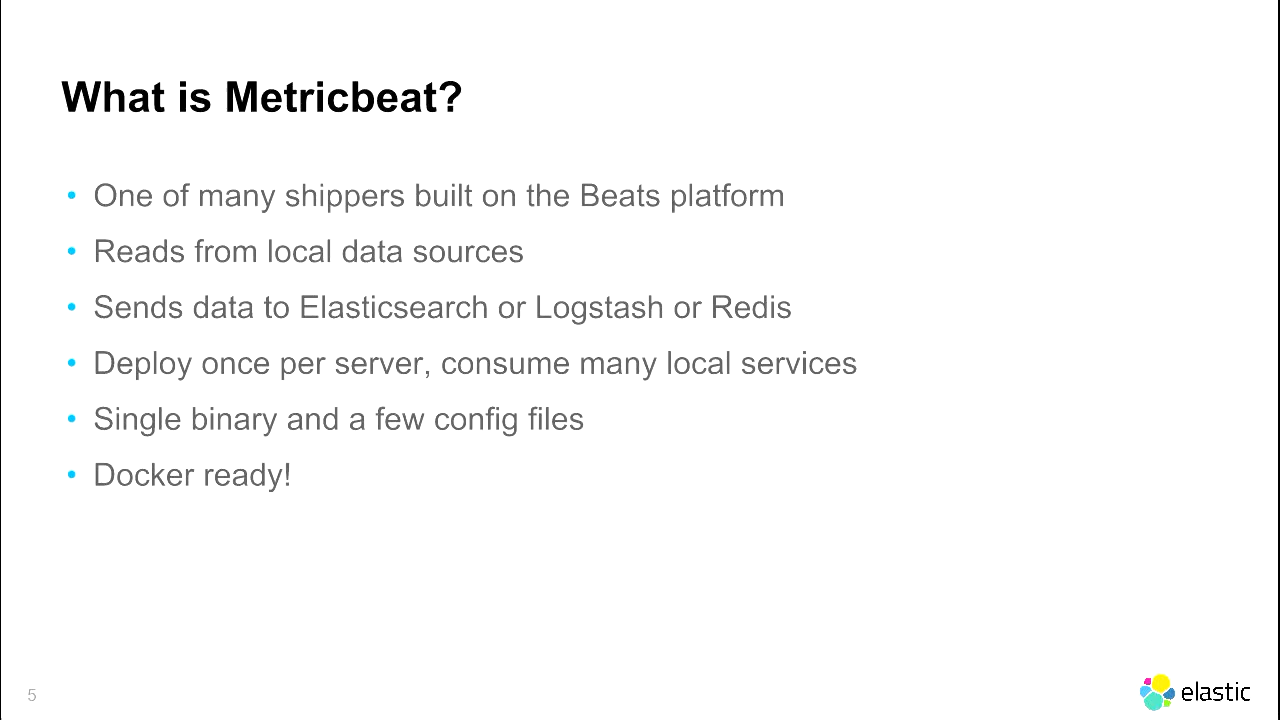 What is Metricbeat?
• One of many shippers built on the Beats platform
• Reads from local data sources
• Sends data to Elasticsearch or Logstash or Redis
• Deploy once per server, consume many local services
• Single binary and a few config files
• Docker ready!
5
elastic